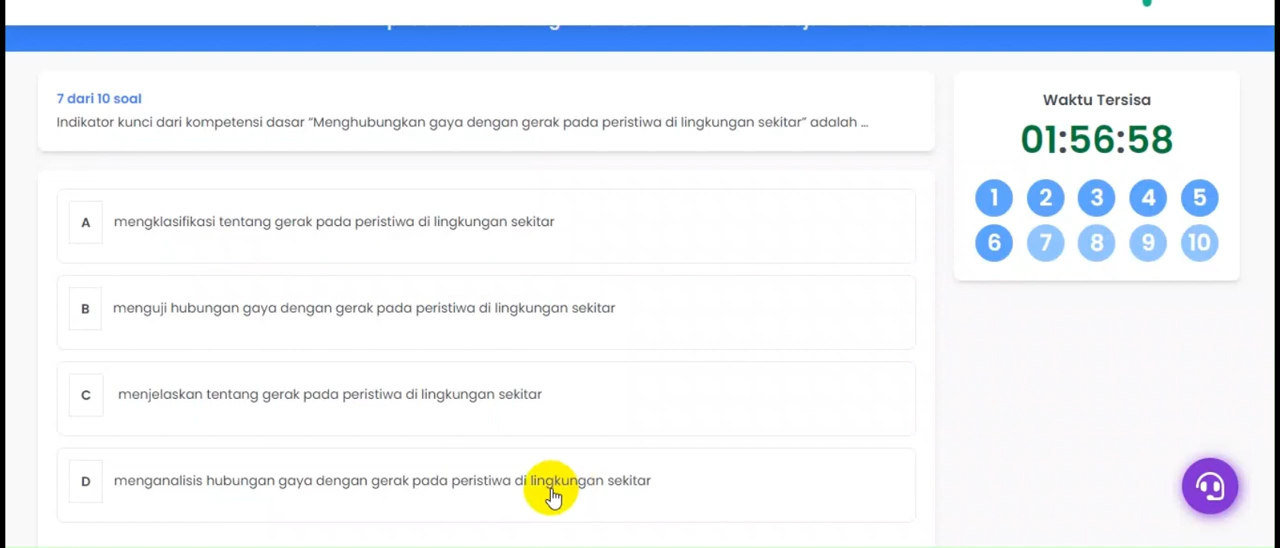 7 dari 10 soal
Indikator kunci dari kompetensi dasar "Menghubungkan gaya dengan gerak pada peristiwa di lingkungan sekitar" adalah ...
A mengklasifikasi tentang gerak pada peristiwa di lingkungan sekitar
B menguji hubungan gaya dengan gerak pada peristiwa di lingkungan sekitar
C menjelaskan tentang gerak pada peristiwa di lingkungan sekitar
D menganalisis hubungan gaya dengan gerak pada peristiwa di lingkungan sekitar
Waktu Tersisa
01:56:58
1 2 3 4 5
6 7 8 9 10